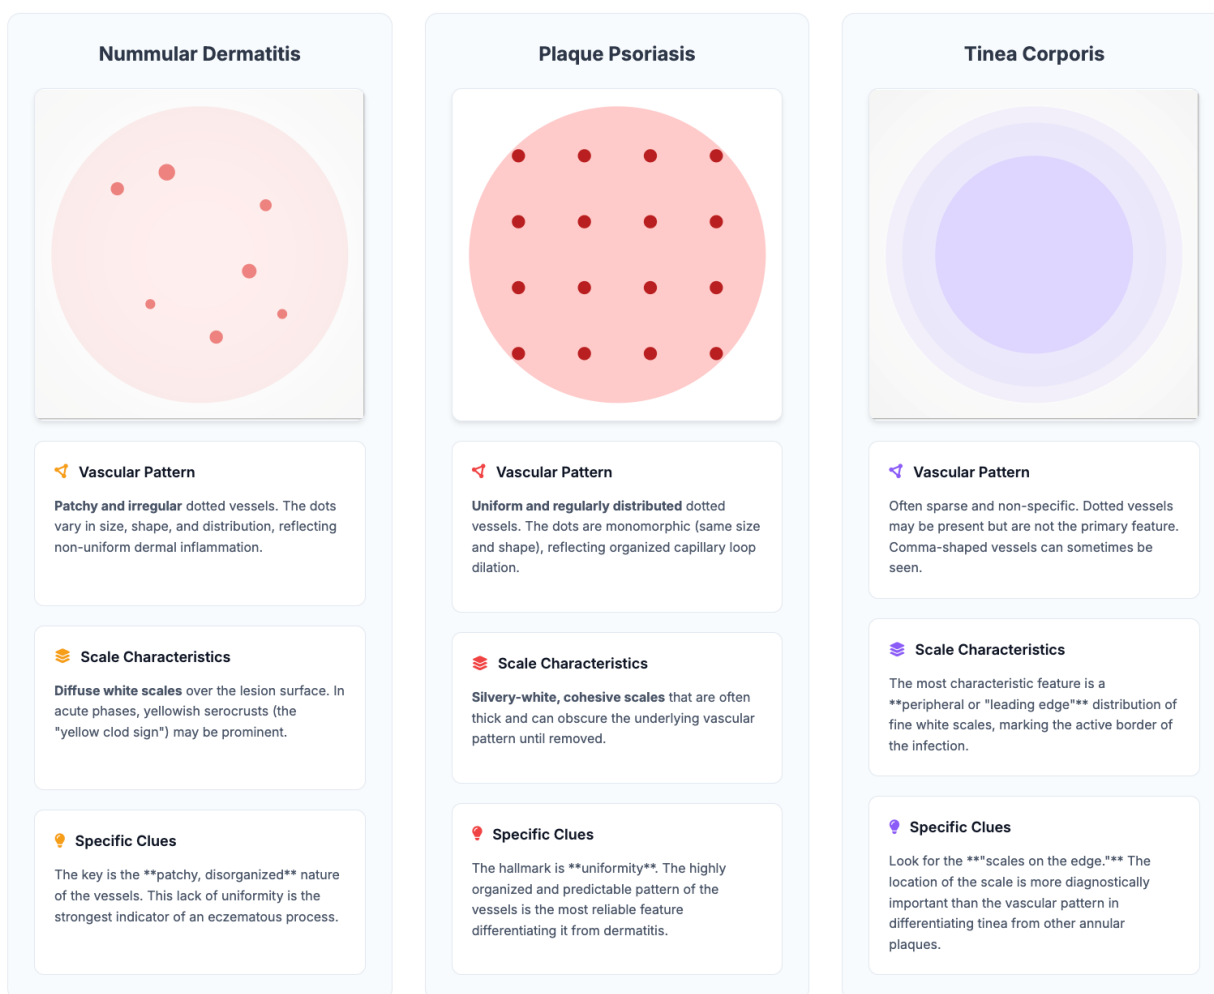 Nummular Dermatitis
Vascular Pattern
Patchy and irregular dotted vessels. The dots
vary in size, shape, and distribution, reflecting
non-uniform dermal inflammation.
Scale Characteristics
Diffuse white scales over the lesion surface. In
acute phases, yellowish serocrusts (the
"yellow clod sign") may be prominent.
Specific Clues
The key is the **patchy, disorganized** nature
of the vessels. This lack of uniformity is the
strongest indicator of an eczematous process.
Plaque Psoriasis
Vascular Pattern
Uniform and regularly distributed dotted
vessels. The dots are monomorphic (same size
and shape), reflecting organized capillary loop
dilation.
Scale Characteristics
Silvery-white, cohesive scales that are often
thick and can obscure the underlying vascular
pattern until removed.
Specific Clues
The hallmark is **uniformity**. The highly
organized and predictable pattern of the
vessels is the most reliable feature
differentiating it from dermatitis.
Tinea Corporis
Vascular Pattern
Often sparse and non-specific. Dotted vessels
may be present but are not the primary feature.
Comma-shaped vessels can sometimes be
seen.
Scale Characteristics
The most characteristic feature is a
**peripheral or "leading edge"** distribution of
fine white scales, marking the active border of
the infection.
Specific Clues
Look for the **"scales on the edge."** The
location of the scale is more diagnostically
important than the vascular pattern in
differentiating tinea from other annular
plaques.